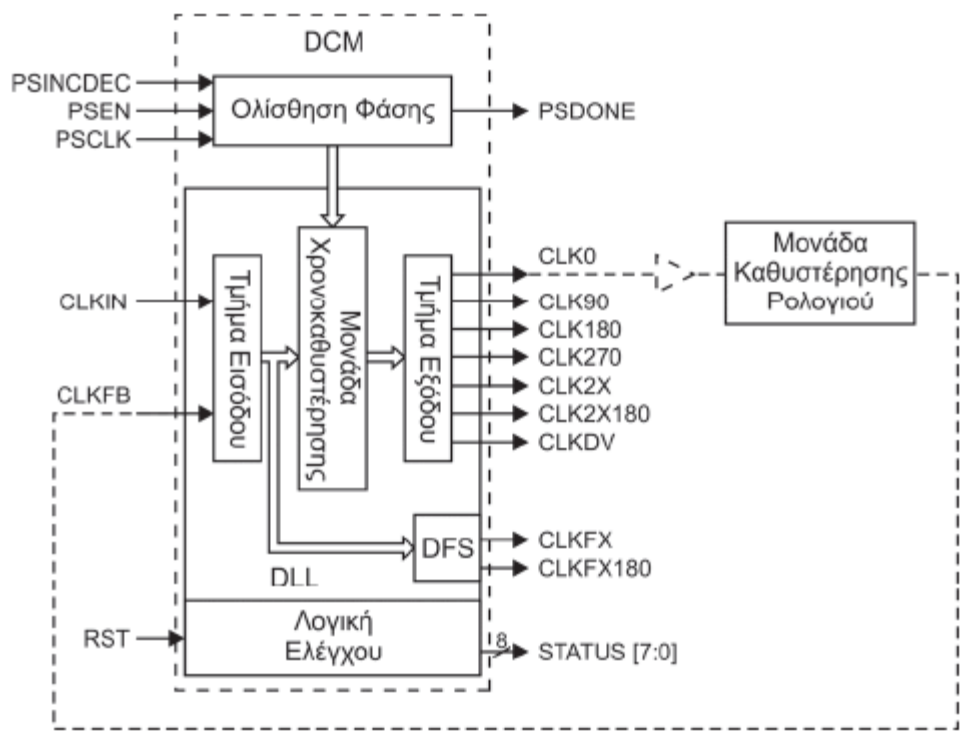 DCM
PSINCDEC
PSEN
PSCLK
Ολίσθηση Φάσης
PSDONE
CLKIN
CLKFB
Τμήμα Εισόδου
Μονάδα
Χρονοκαθυστέρησης
Τμήμα Εξόδου
CLK0
CLK90
CLK180
CLK270
CLK2X
CLK2X180
CLKDV
Μονάδα
Καθυστέρησης
Ρολογιού
DFS
CLKFX
CLKFX180
DLL
RST
Λογική
Ελέγχου
8
STATUS [7:0]